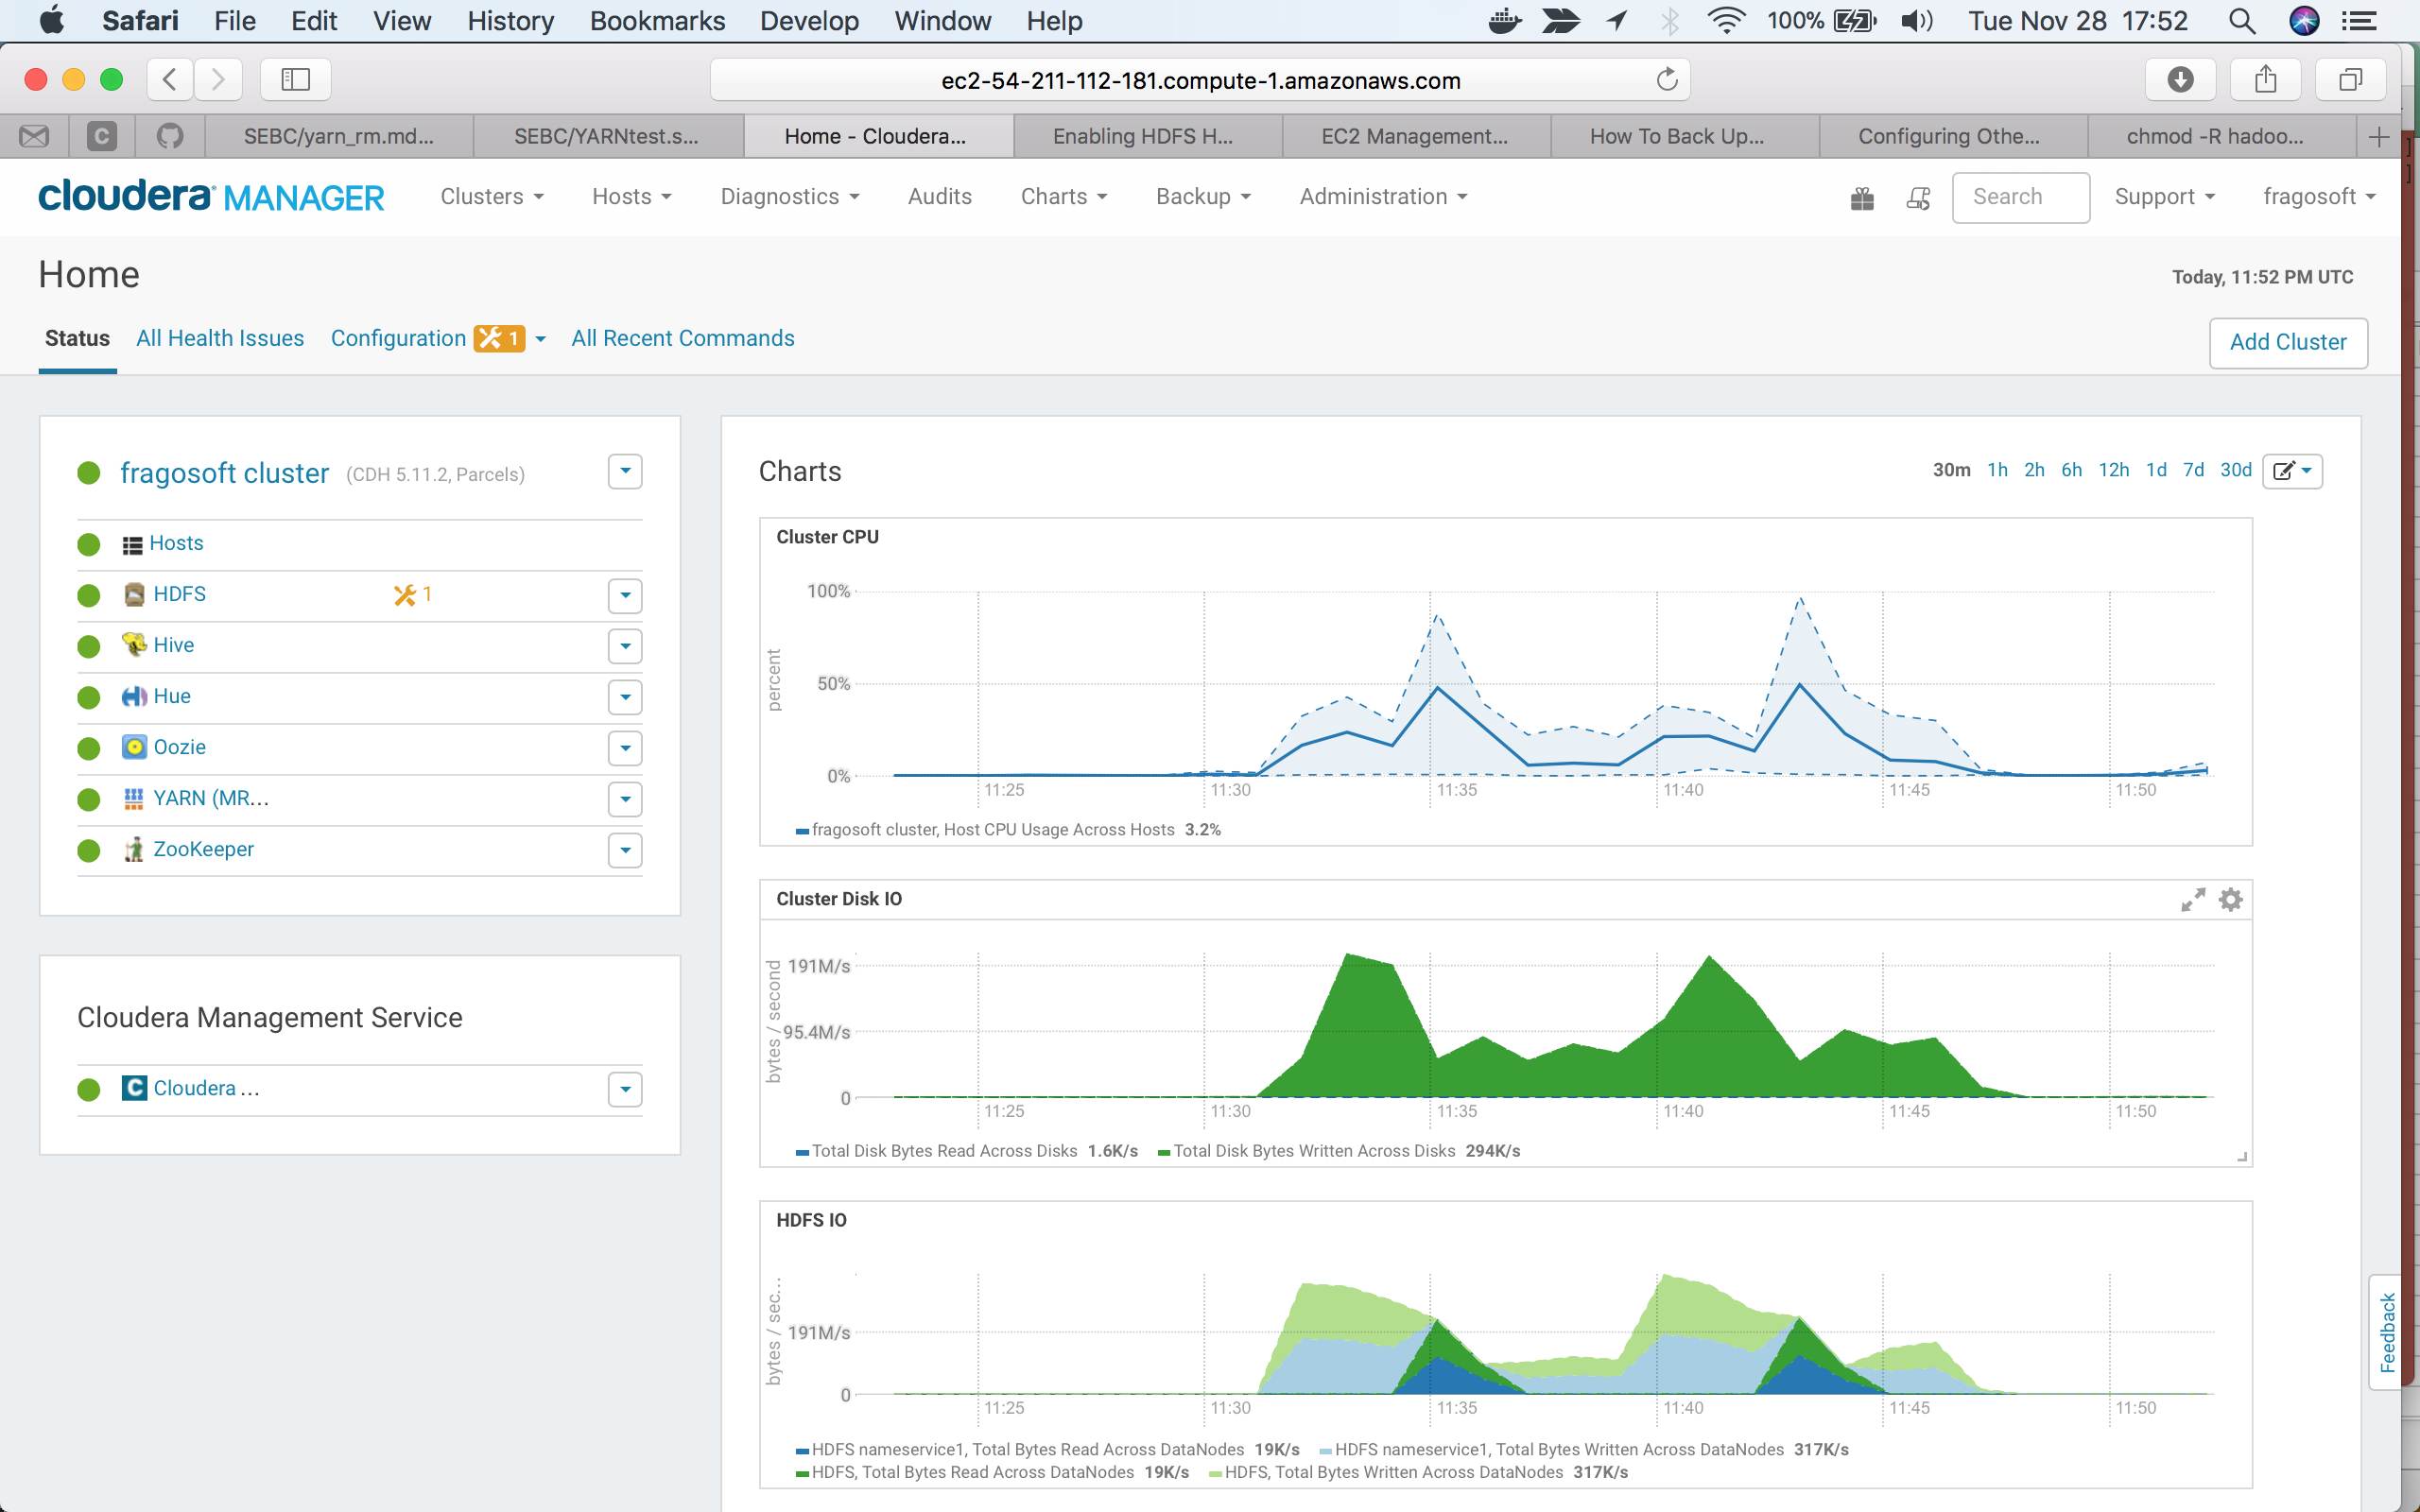 Safari File Edit View History Bookmarks Develop Window Help 100% Tue Nov 28 17:52
ec2-54-211-112-181.compute-1.amazonaws.com
C SEBC/yarn_rm.md... SEBC/YARNtest.s... Home - Cloudera... Enabling HDFS H... EC2 Management... How To Back Up... Configuring Othe... chmod -R hadoo...
cloudera MANAGER Clusters Hosts Diagnostics Audits Charts Backup Administration Search Support fragosoft
Home
Today, 11:52 PM UTC
Status All Health Issues Configuration 1 All Recent Commands
Add Cluster
fragosoft cluster (CDH 5.11.2, Parcels)
Hosts
HDFS 1
Hive
Hue
Oozie
YARN (MR...
ZooKeeper
Cloudera Management Service
C Cloudera ...
Charts
30m 1h 2h 6h 12h 1d 7d 30d
Cluster CPU
percent
100%
50%
0%
11:25 11:30 11:35 11:40 11:45 11:50
fragosoft cluster, Host CPU Usage Across Hosts 3.2%
Cluster Disk IO
bytes / second
191M/s
95.4M/s
0
11:25 11:30 11:35 11:40 11:45 11:50
Total Disk Bytes Read Across Disks 1.6K/s Total Disk Bytes Written Across Disks 294K/s
HDFS IO
bytes / sec...
191M/s
0
11:25 11:30 11:35 11:40 11:45 11:50
HDFS nameservice1, Total Bytes Read Across DataNodes 19K/s HDFS nameservice1, Total Bytes Written Across DataNodes 317K/s
HDFS, Total Bytes Read Across DataNodes 19K/s HDFS, Total Bytes Written Across DataNodes 317K/s
Feedback